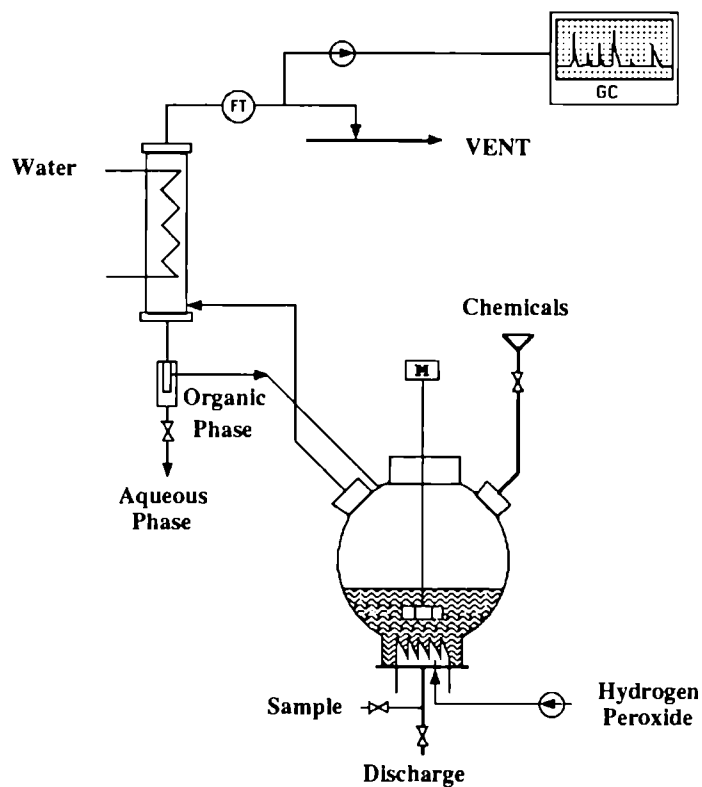 GC
FT
VENT
Water
Chemicals
M
Organic
Phase
Aqueous
Phase
Sample
Hydrogen
Peroxide
Discharge